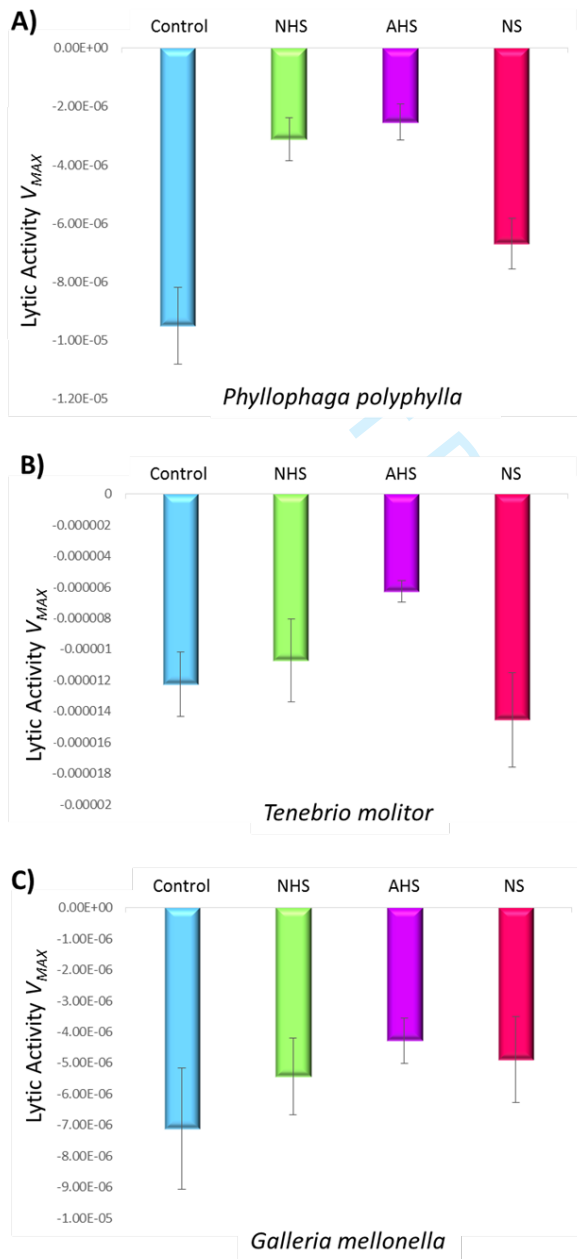 A)
Control NHS AHS NS
0.00E+00
-2.00E-06
-4.00E-06
-6.00E-06
-8.00E-06
-1.00E-05
-1.20E-05
Lytic Activity VMAX
Phyllophaga polyphylla
B)
Control NHS AHS NS
0
-0.000002
-0.000004
-0.000006
-0.000008
-0.00001
-0.000012
-0.000014
-0.000016
-0.000018
-0.00002
Lytic Activity VMAX
Tenebrio molitor
C)
Control NHS AHS NS
0.00E+00
-1.00E-06
-2.00E-06
-3.00E-06
-4.00E-06
-5.00E-06
-6.00E-06
-7.00E-06
-8.00E-06
-9.00E-06
-1.00E-05
Lytic Activity VMAX
Galleria mellonella